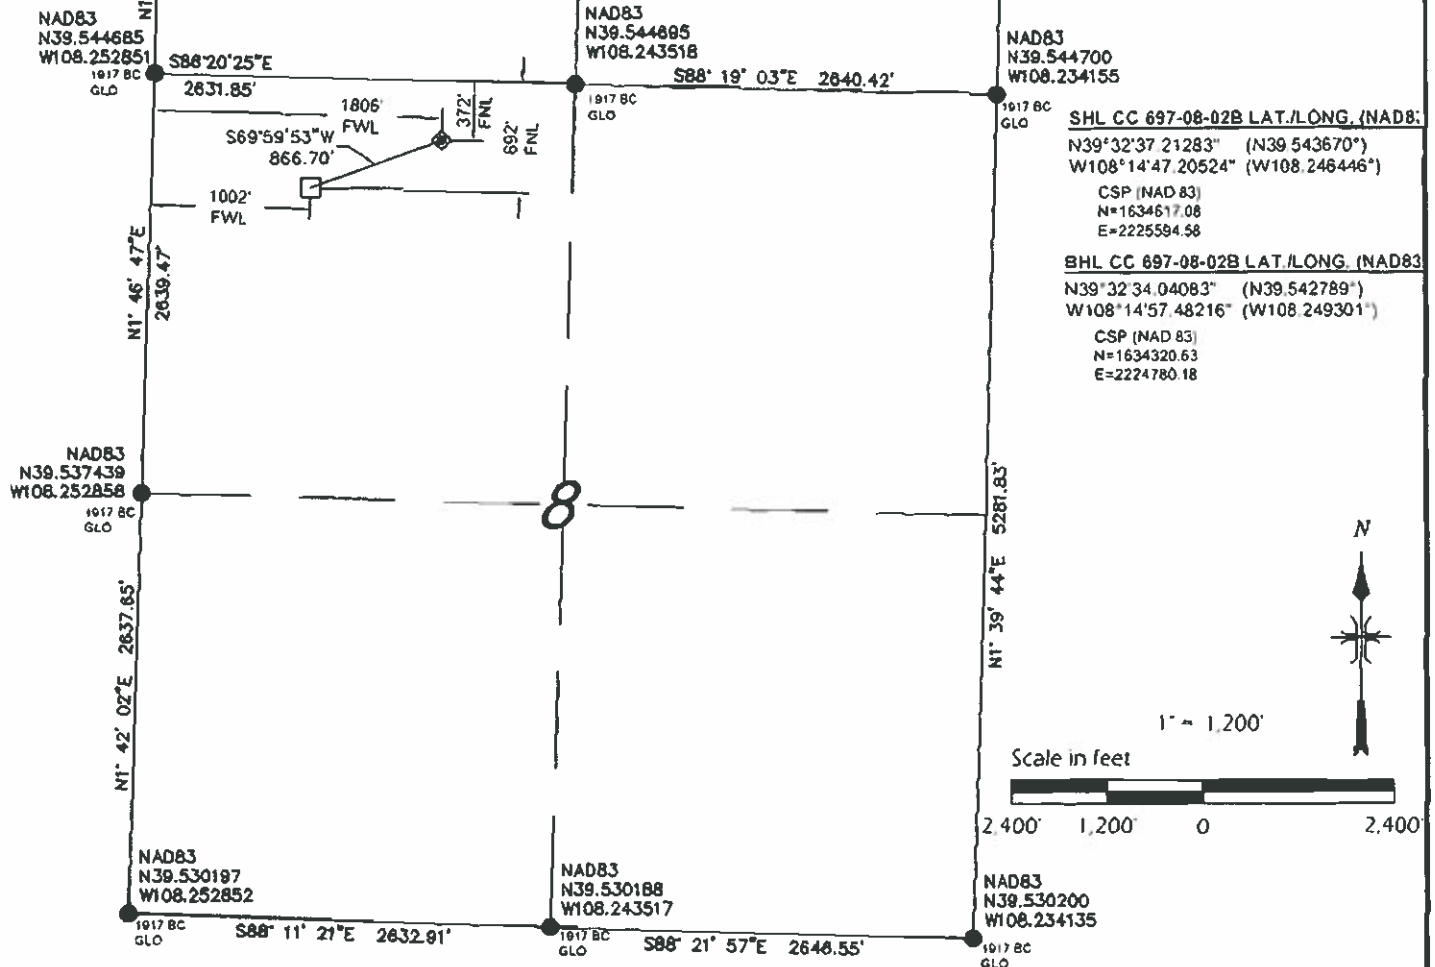 N1
NAD83
N39.544685
W108.252851
1917 BC
GLO
S88°20'25"E
2631.85'
NAD83
N39.544695
W108.243518
1917 BC
GLO
S88° 19' 03"E 2640.42'
NAD83
N39.544700
W108.234155
1917 BC
GLO
1806'
FWL
372'
FNL
692'
FNL
S69°59'53"W
866.70'
1002'
FWL
N1° 46' 47"E
2639.47'
SHL CC 697-08-02B LAT./LONG. (NAD83
N39°32'37.21283" (N39.543670°)
W108°14'47.20524" (W108.246446°)
CSP (NAD 83)
N=1634617.08
E=2225594.58
BHL CC 697-08-02B LAT./LONG. (NAD83
N39°32'34.04083" (N39.542789°)
W108°14'57.48216" (W108.249301°)
CSP (NAD 83)
N=1634320.63
E=2224780.18
NAD83
N39.537439
W108.252858
1917 BC
GLO
8
N1° 39' 44"E 5281.83'
N1° 42' 02"E 2637.65'
N
1" = 1,200'
Scale in feet
2,400' 1,200' 0 2,400'
NAD83
N39.530197
W108.252852
1917 BC
GLO
S88° 11' 21"E 2632.91'
NAD83
N39.530188
W108.243517
1917 BC
GLO
S88° 21' 57"E 2648.55'
NAD83
N39.530200
W108.234135
1917 BC
GLO